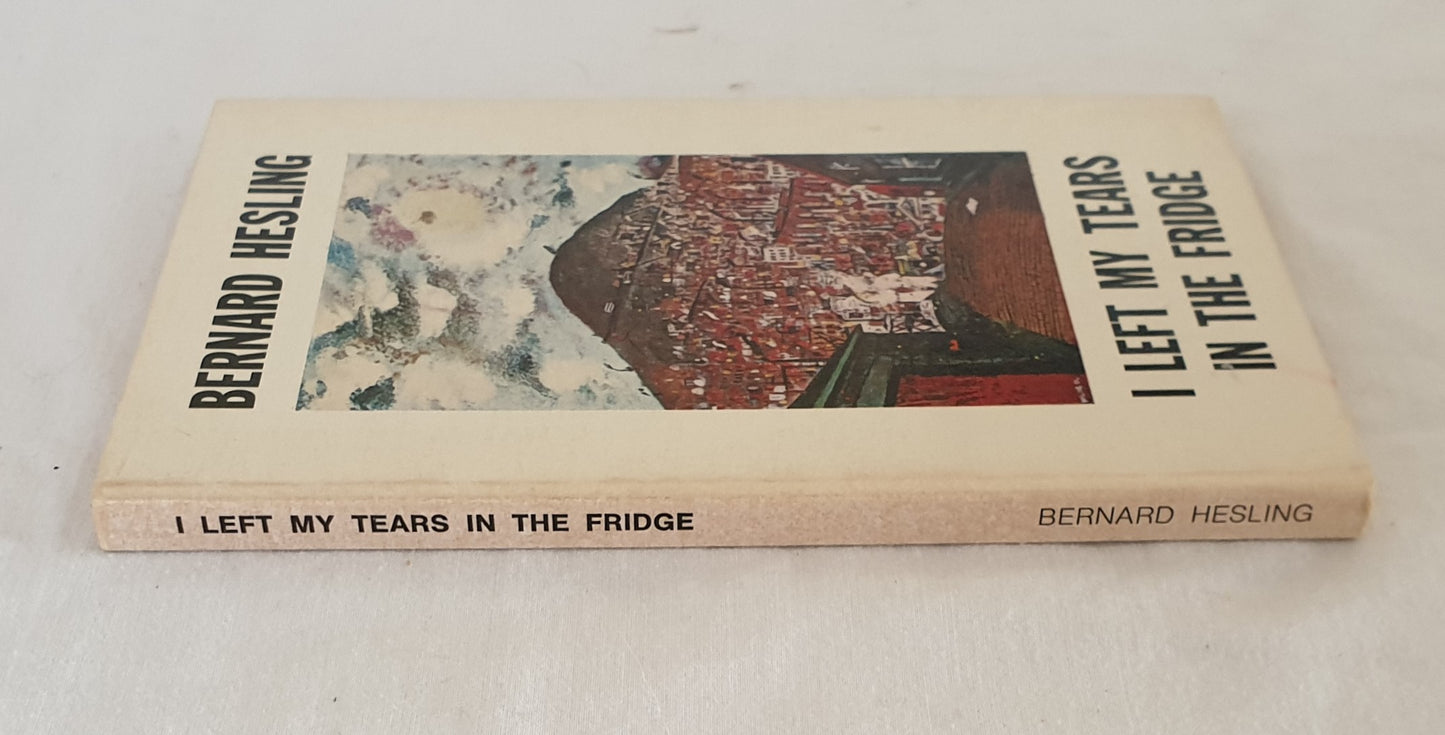 BERNARD HESLING
I LEFT MY TEARS
IN THE FRIDGE
I LEFT MY TEARS IN THE FRIDGE
BERNARD HESLING